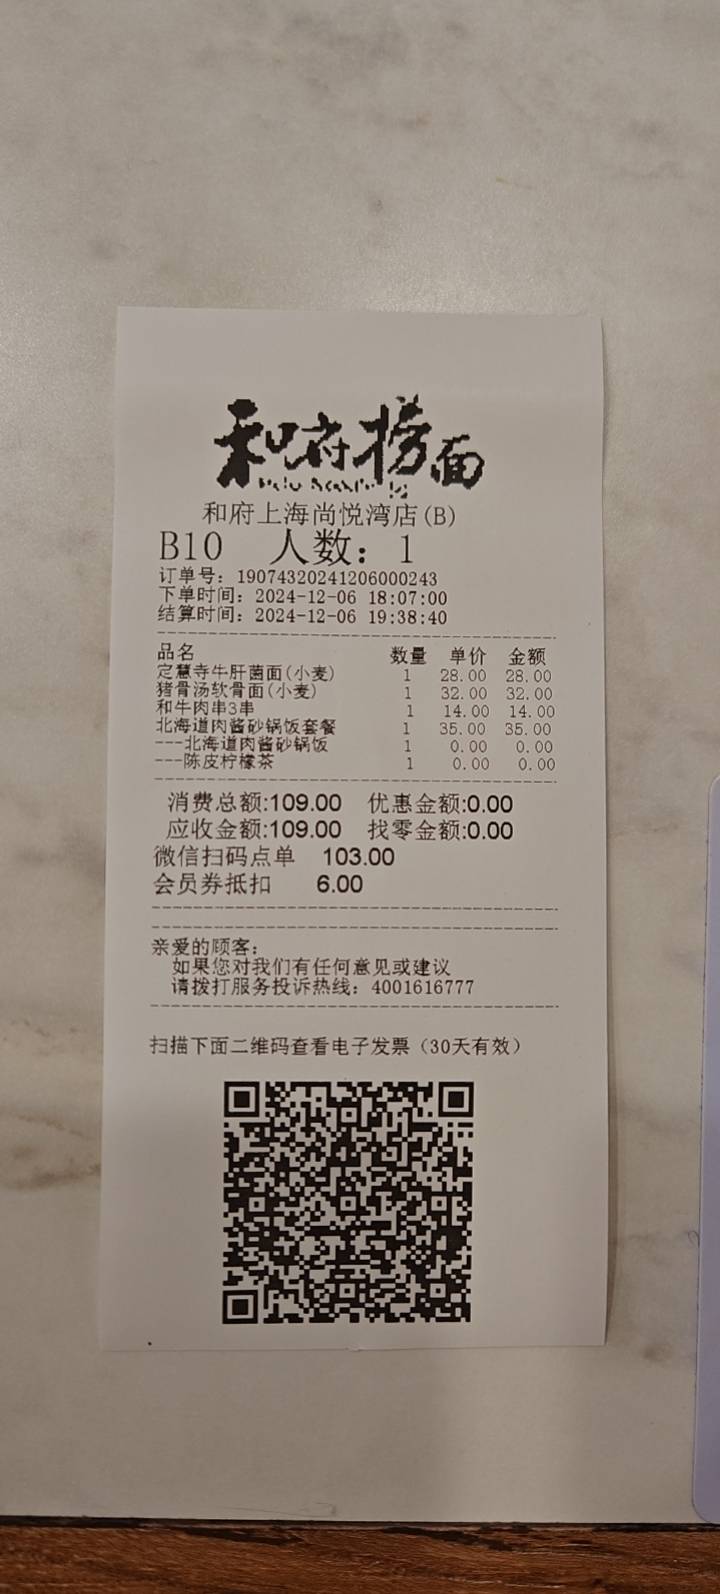 和府捞面
和府上海尚悦湾店(B)
B10 人数：1
订单号：19074320241206000243
下单时间：2024-12-06 18:07:00
结算时间：2024-12-06 19:38:40
品名 数量 单价 金额
定慧寺牛肝菌面(小麦) 1 28.00 28.00
猪骨汤软骨面(小麦) 1 32.00 32.00
和牛肉串3串 1 14.00 14.00
北海道肉酱砂锅饭套餐 1 35.00 35.00
---北海道肉酱砂锅饭 1 0.00 0.00
---陈皮柠檬茶 1 0.00 0.00
消费总额:109.00 优惠金额:0.00
应收金额:109.00 找零金额:0.00
微信扫码点单 103.00
会员券抵扣 6.00
亲爱的顾客：
如果您对我们有任何意见或建议
请拨打服务投诉热线：4001616777
扫描下面二维码查看电子发票（30天有效）